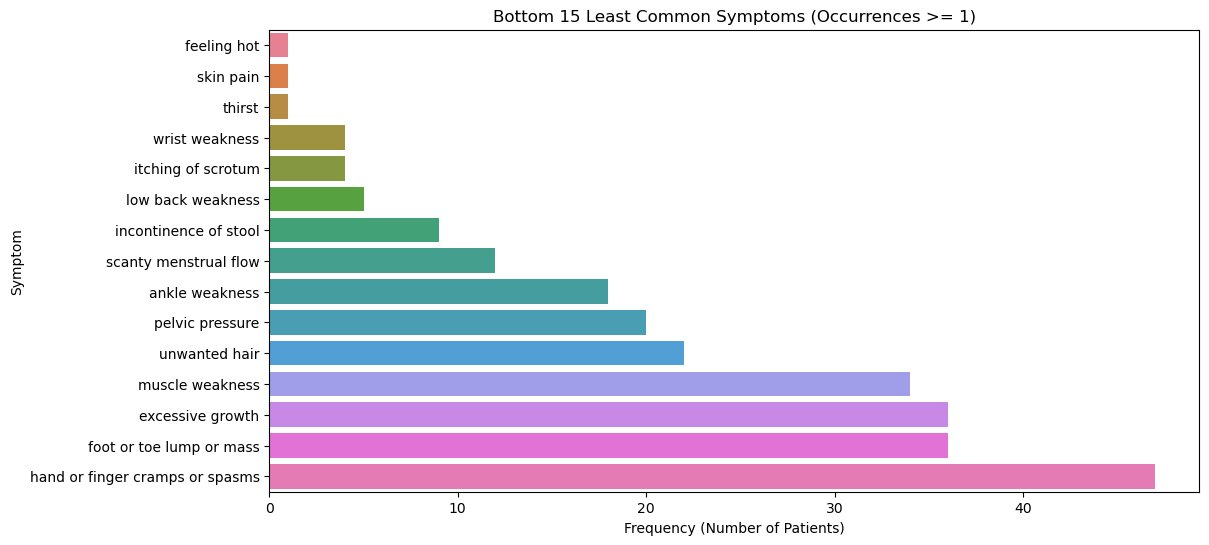 Bottom 15 Least Common Symptoms (Occurrences >= 1)
Symptom
feeling hot
skin pain
thirst
wrist weakness
itching of scrotum
low back weakness
incontinence of stool
scanty menstrual flow
ankle weakness
pelvic pressure
unwanted hair
muscle weakness
excessive growth
foot or toe lump or mass
hand or finger cramps or spasms
0 10 20 30 40
Frequency (Number of Patients)